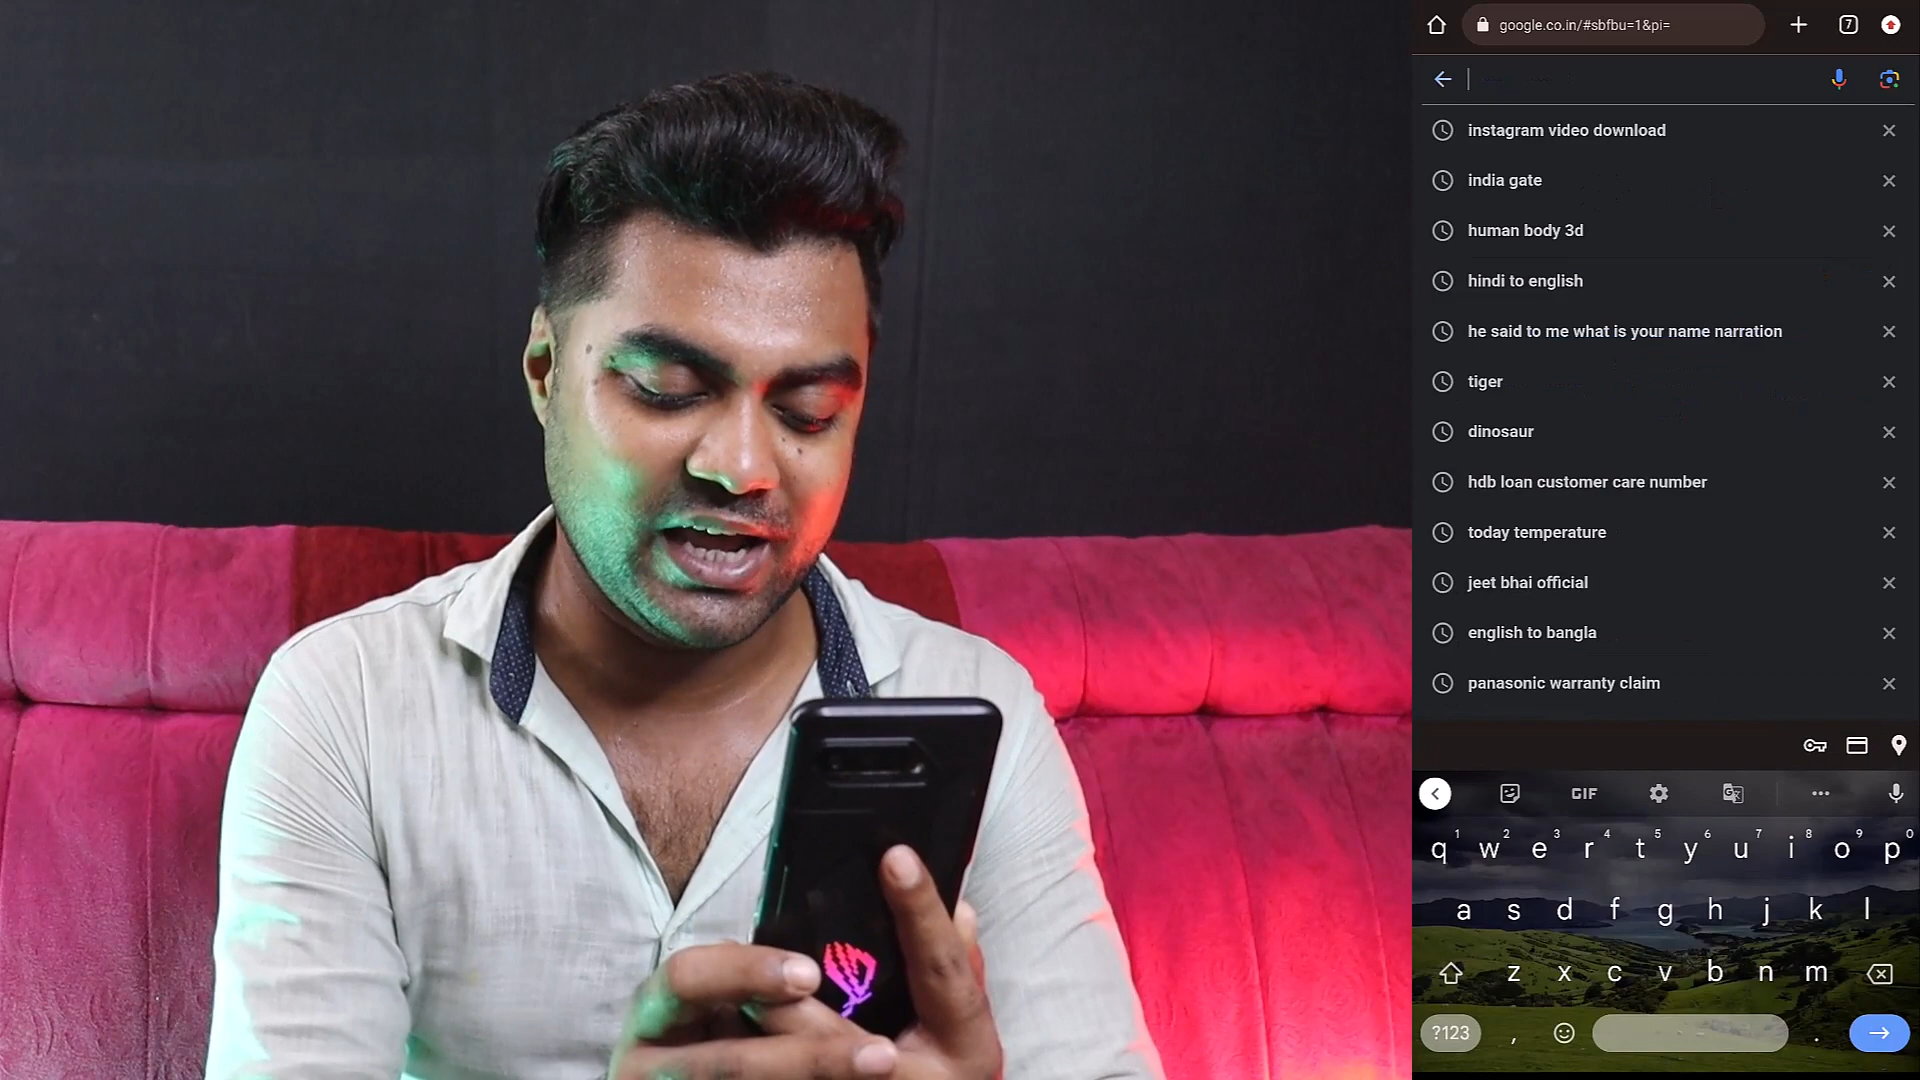 google.co.in/#sbfbu=1&pi=
7
instagram video download
india gate
human body 3d
hindi to english
he said to me what is your name narration
tiger
dinosaur
hdb loan customer care number
today temperature
jeet bhai official
english to bangla
panasonic warranty claim
GIF
1 2 3 4 5 6 7 8 9 0
q w e r t y u i o p
a s d f g h j k l
z x c v b n m
?123 , .